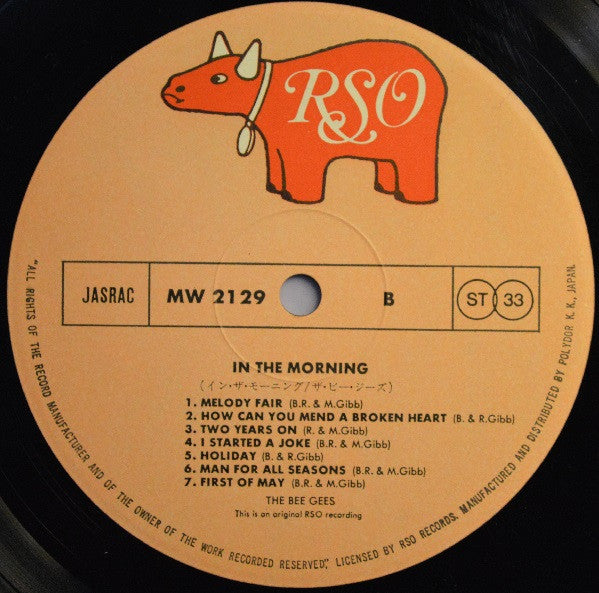 RSO
JASRAC MW 2129 B ST 33
IN THE MORNING
(イン・ザ・モーニング/ザ・ビー・ジーズ)
1. MELODY FAIR (B.R. & M.Gibb)
2. HOW CAN YOU MEND A BROKEN HEART (B. & R.Gibb)
3. TWO YEARS ON (R. & M.Gibb)
4. I STARTED A JOKE (B.R. & M.Gibb)
5. HOLIDAY (B. & R.Gibb)
6. MAN FOR ALL SEASONS (B.R. & M.Gibb)
7. FIRST OF MAY (B.R. & M.Gibb)
THE BEE GEES
This is an original RSO recording
"ALL RIGHTS OF THE RECORD MANUFACTURER AND OF THE OWNER OF THE WORK RECORDED RESERVED," LICENSED BY RSO RECORDS, MANUFACTURED AND DISTRIBUTED BY POLYDOR K. K., JAPAN.